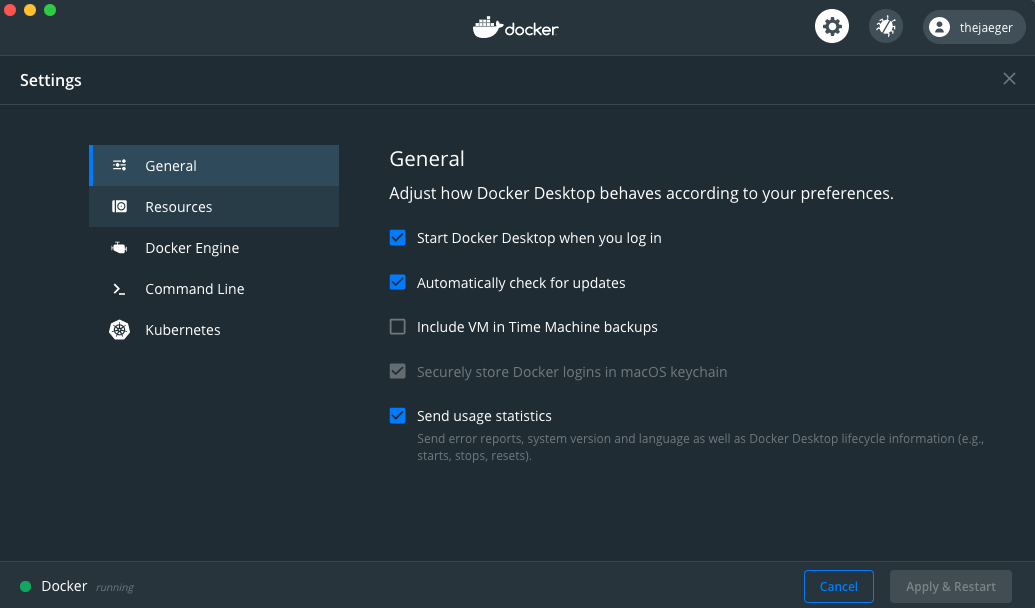 docker
thejaeger
Settings
General
Resources
Docker Engine
Command Line
Kubernetes
General
Adjust how Docker Desktop behaves according to your preferences.
Start Docker Desktop when you log in
Automatically check for updates
Include VM in Time Machine backups
Securely store Docker logins in macOS keychain
Send usage statistics
Send error reports, system version and language as well as Docker Desktop lifecycle information (e.g.,
starts, stops, resets).
Docker running
Cancel
Apply & Restart